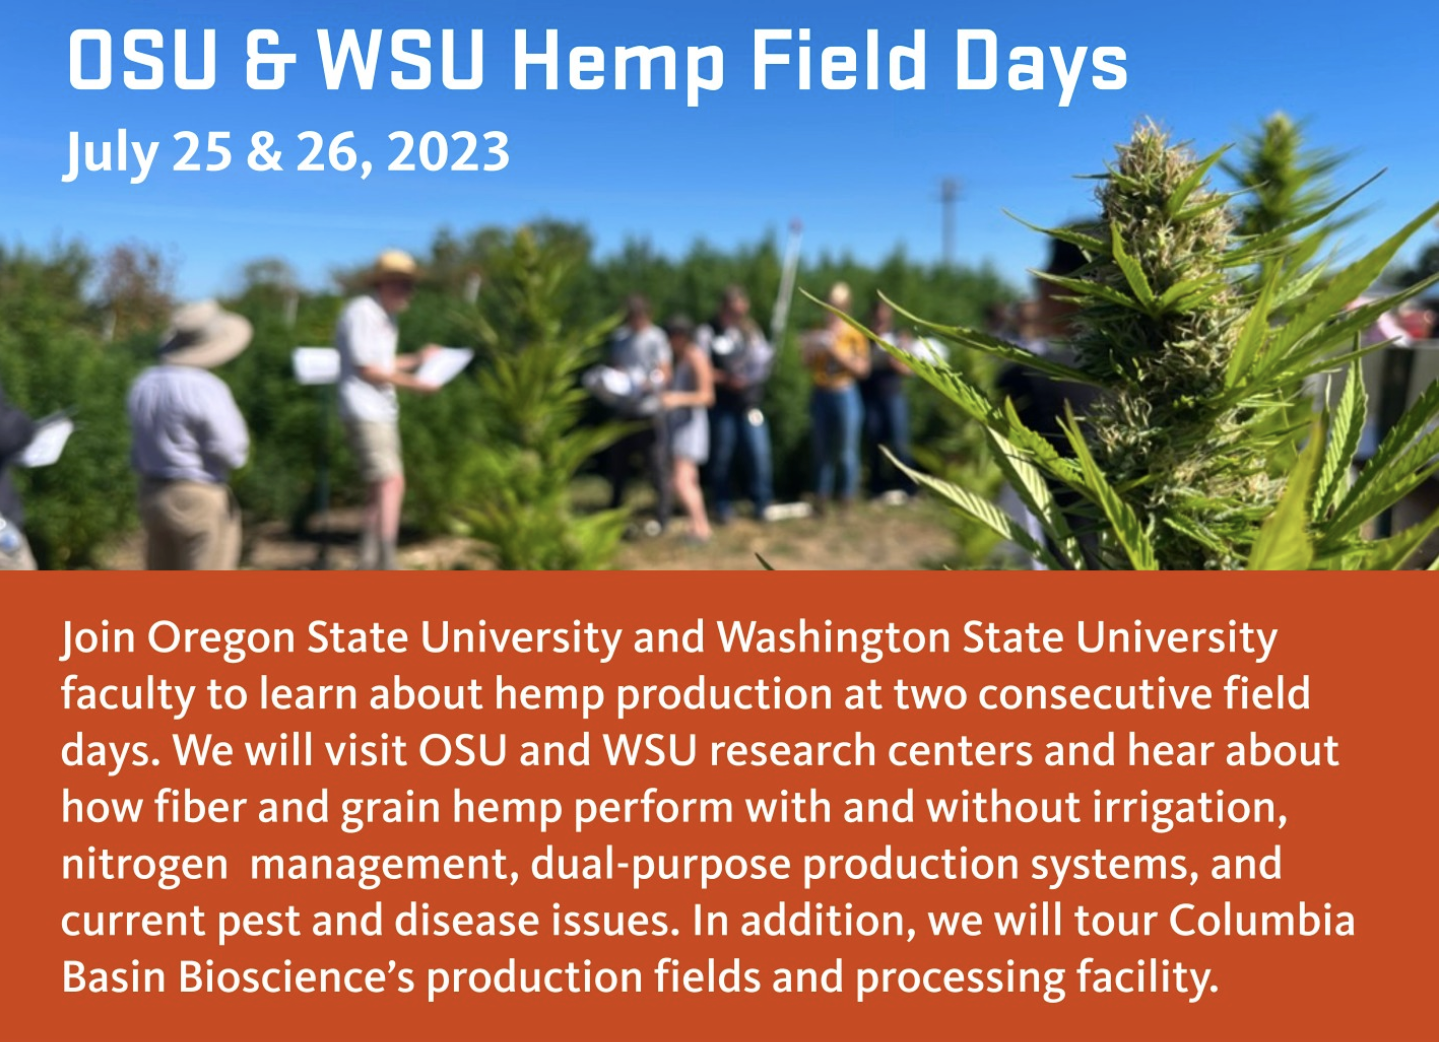 OSU & WSU Hemp Field Days
July 25 & 26, 2023
Join Oregon State University and Washington State University
faculty to learn about hemp production at two consecutive field
days. We will visit OSU and WSU research centers and hear about
how fiber and grain hemp perform with and without irrigation,
nitrogen  management, dual-purpose production systems, and
current pest and disease issues. In addition, we will tour Columbia
Basin Bioscience’s production fields and processing facility.